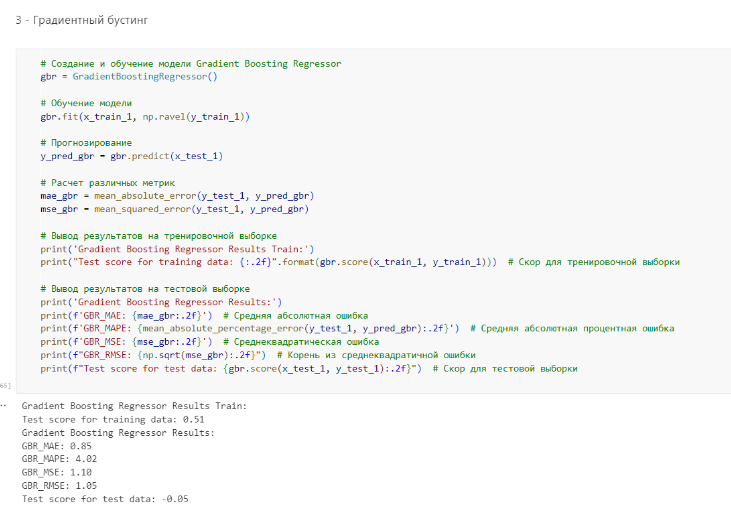 3 - Градиентный бустинг
# Создание и обучение модели Gradient Boosting Regressor
gbr = GradientBoostingRegressor()
# Обучение модели
gbr.fit(x_train_1, np.ravel(y_train_1))
# Прогнозирование
y_pred_gbr = gbr.predict(x_test_1)
# Расчет различных метрик
mae_gbr = mean_absolute_error(y_test_1, y_pred_gbr)
mse_gbr = mean_squared_error(y_test_1, y_pred_gbr)
# Вывод результатов на тренировочной выборке
print('Gradient Boosting Regressor Results Train:')
print("Test score for training data: {:.2f}".format(gbr.score(x_train_1, y_train_1))) # Скор для тренировочной выборки
# Вывод результатов на тестовой выборке
print('Gradient Boosting Regressor Results:')
print(f'GBR_MAE: {mae_gbr:.2f}') # Средняя абсолютная ошибка
print(f'GBR_MAPE: {mean_absolute_percentage_error(y_test_1, y_pred_gbr):.2f}') # Средняя абсолютная процентная ошибка
print(f'GBR_MSE: {mse_gbr:.2f}') # Среднеквадратическая ошибка
print(f"GBR_RMSE: {np.sqrt(mse_gbr):.2f}") # Корень из среднеквадратичной ошибки
print(f"Test score for test data: {gbr.score(x_test_1, y_test_1):.2f}") # Скор для тестовой выборки
65]
Gradient Boosting Regressor Results Train:
Test score for training data: 0.51
Gradient Boosting Regressor Results:
GBR_MAE: 0.85
GBR_MAPE: 4.02
GBR_MSE: 1.10
GBR_RMSE: 1.05
Test score for test data: -0.05